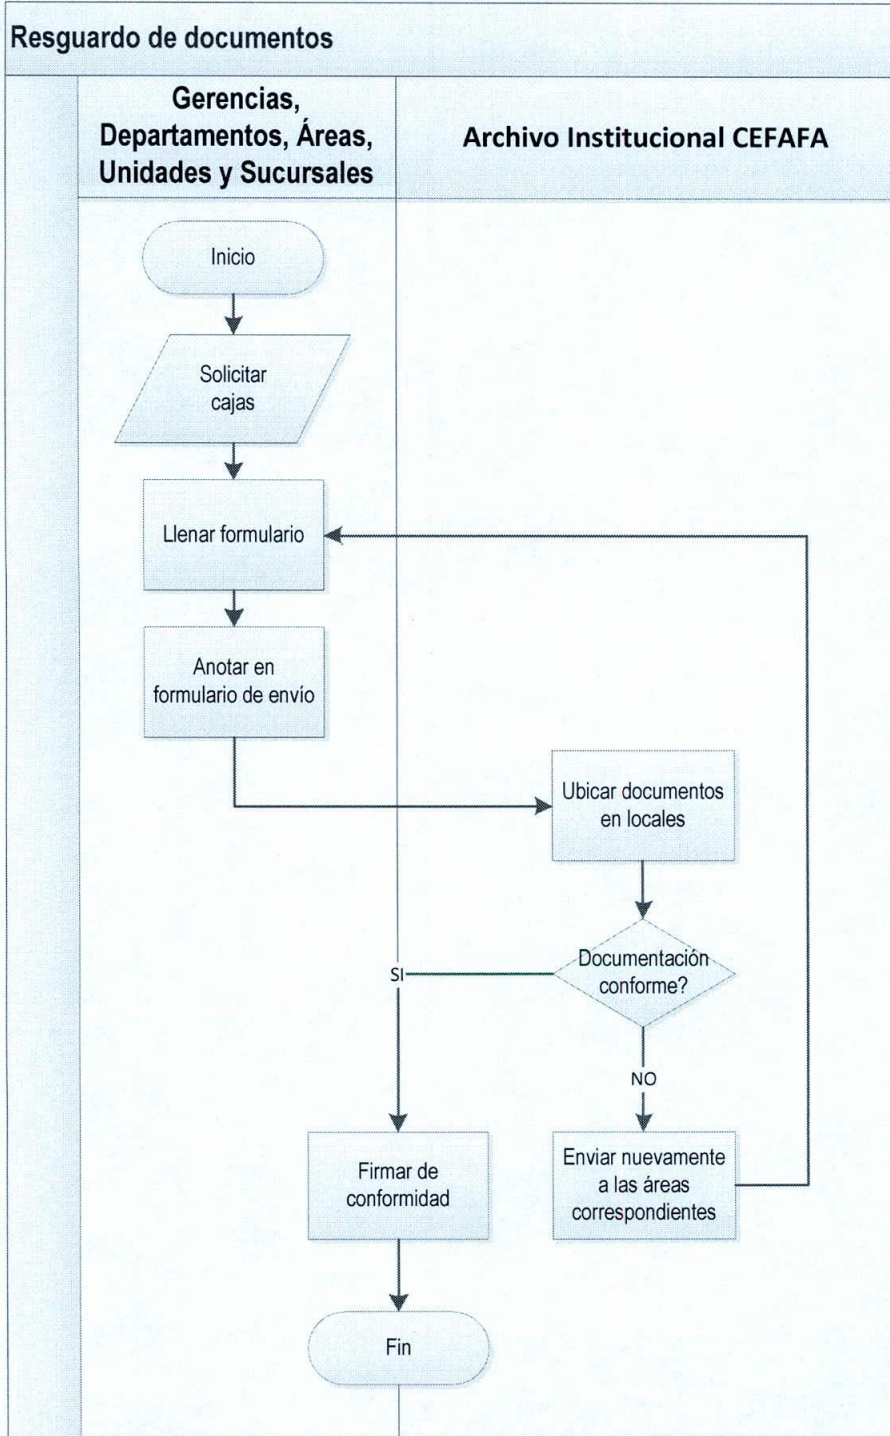 Resguardo de documentos
Gerencias,
Departamentos, Áreas,
Unidades y Sucursales
Archivo Institucional CEFAFA
Inicio
Solicitar
cajas
Llenar formulario
Anotar en
formulario de envío
Ubicar documentos
en locales
Documentación
conforme?
SI
NO
Firmar de
conformidad
Enviar nuevamente
a las áreas
correspondientes
Fin